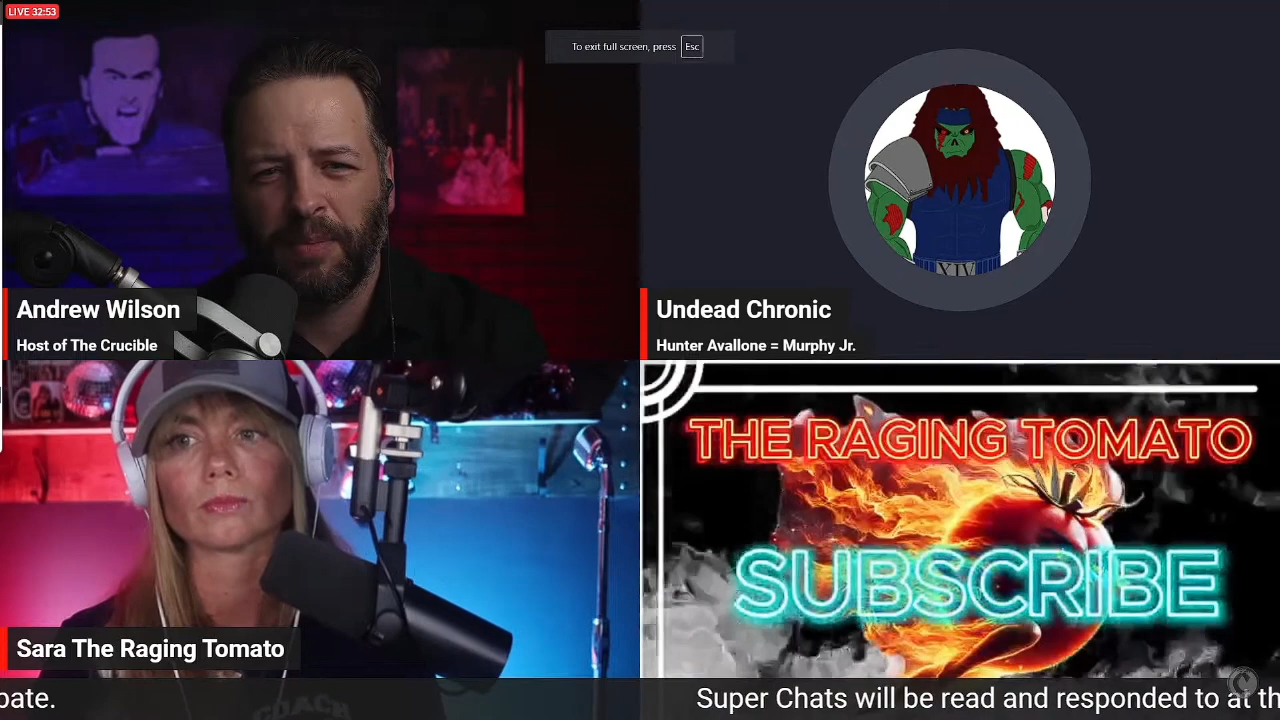 LIVE 32:53
To exit full screen, press Esc
Andrew Wilson
Host of The Crucible
Undead Chronic
Hunter Avallone = Murphy Jr.
XIV
THE RAGING TOMATO
SUBSCRIBE
Sara The Raging Tomato
COACH
pate.
Super Chats will be read and responded to at th